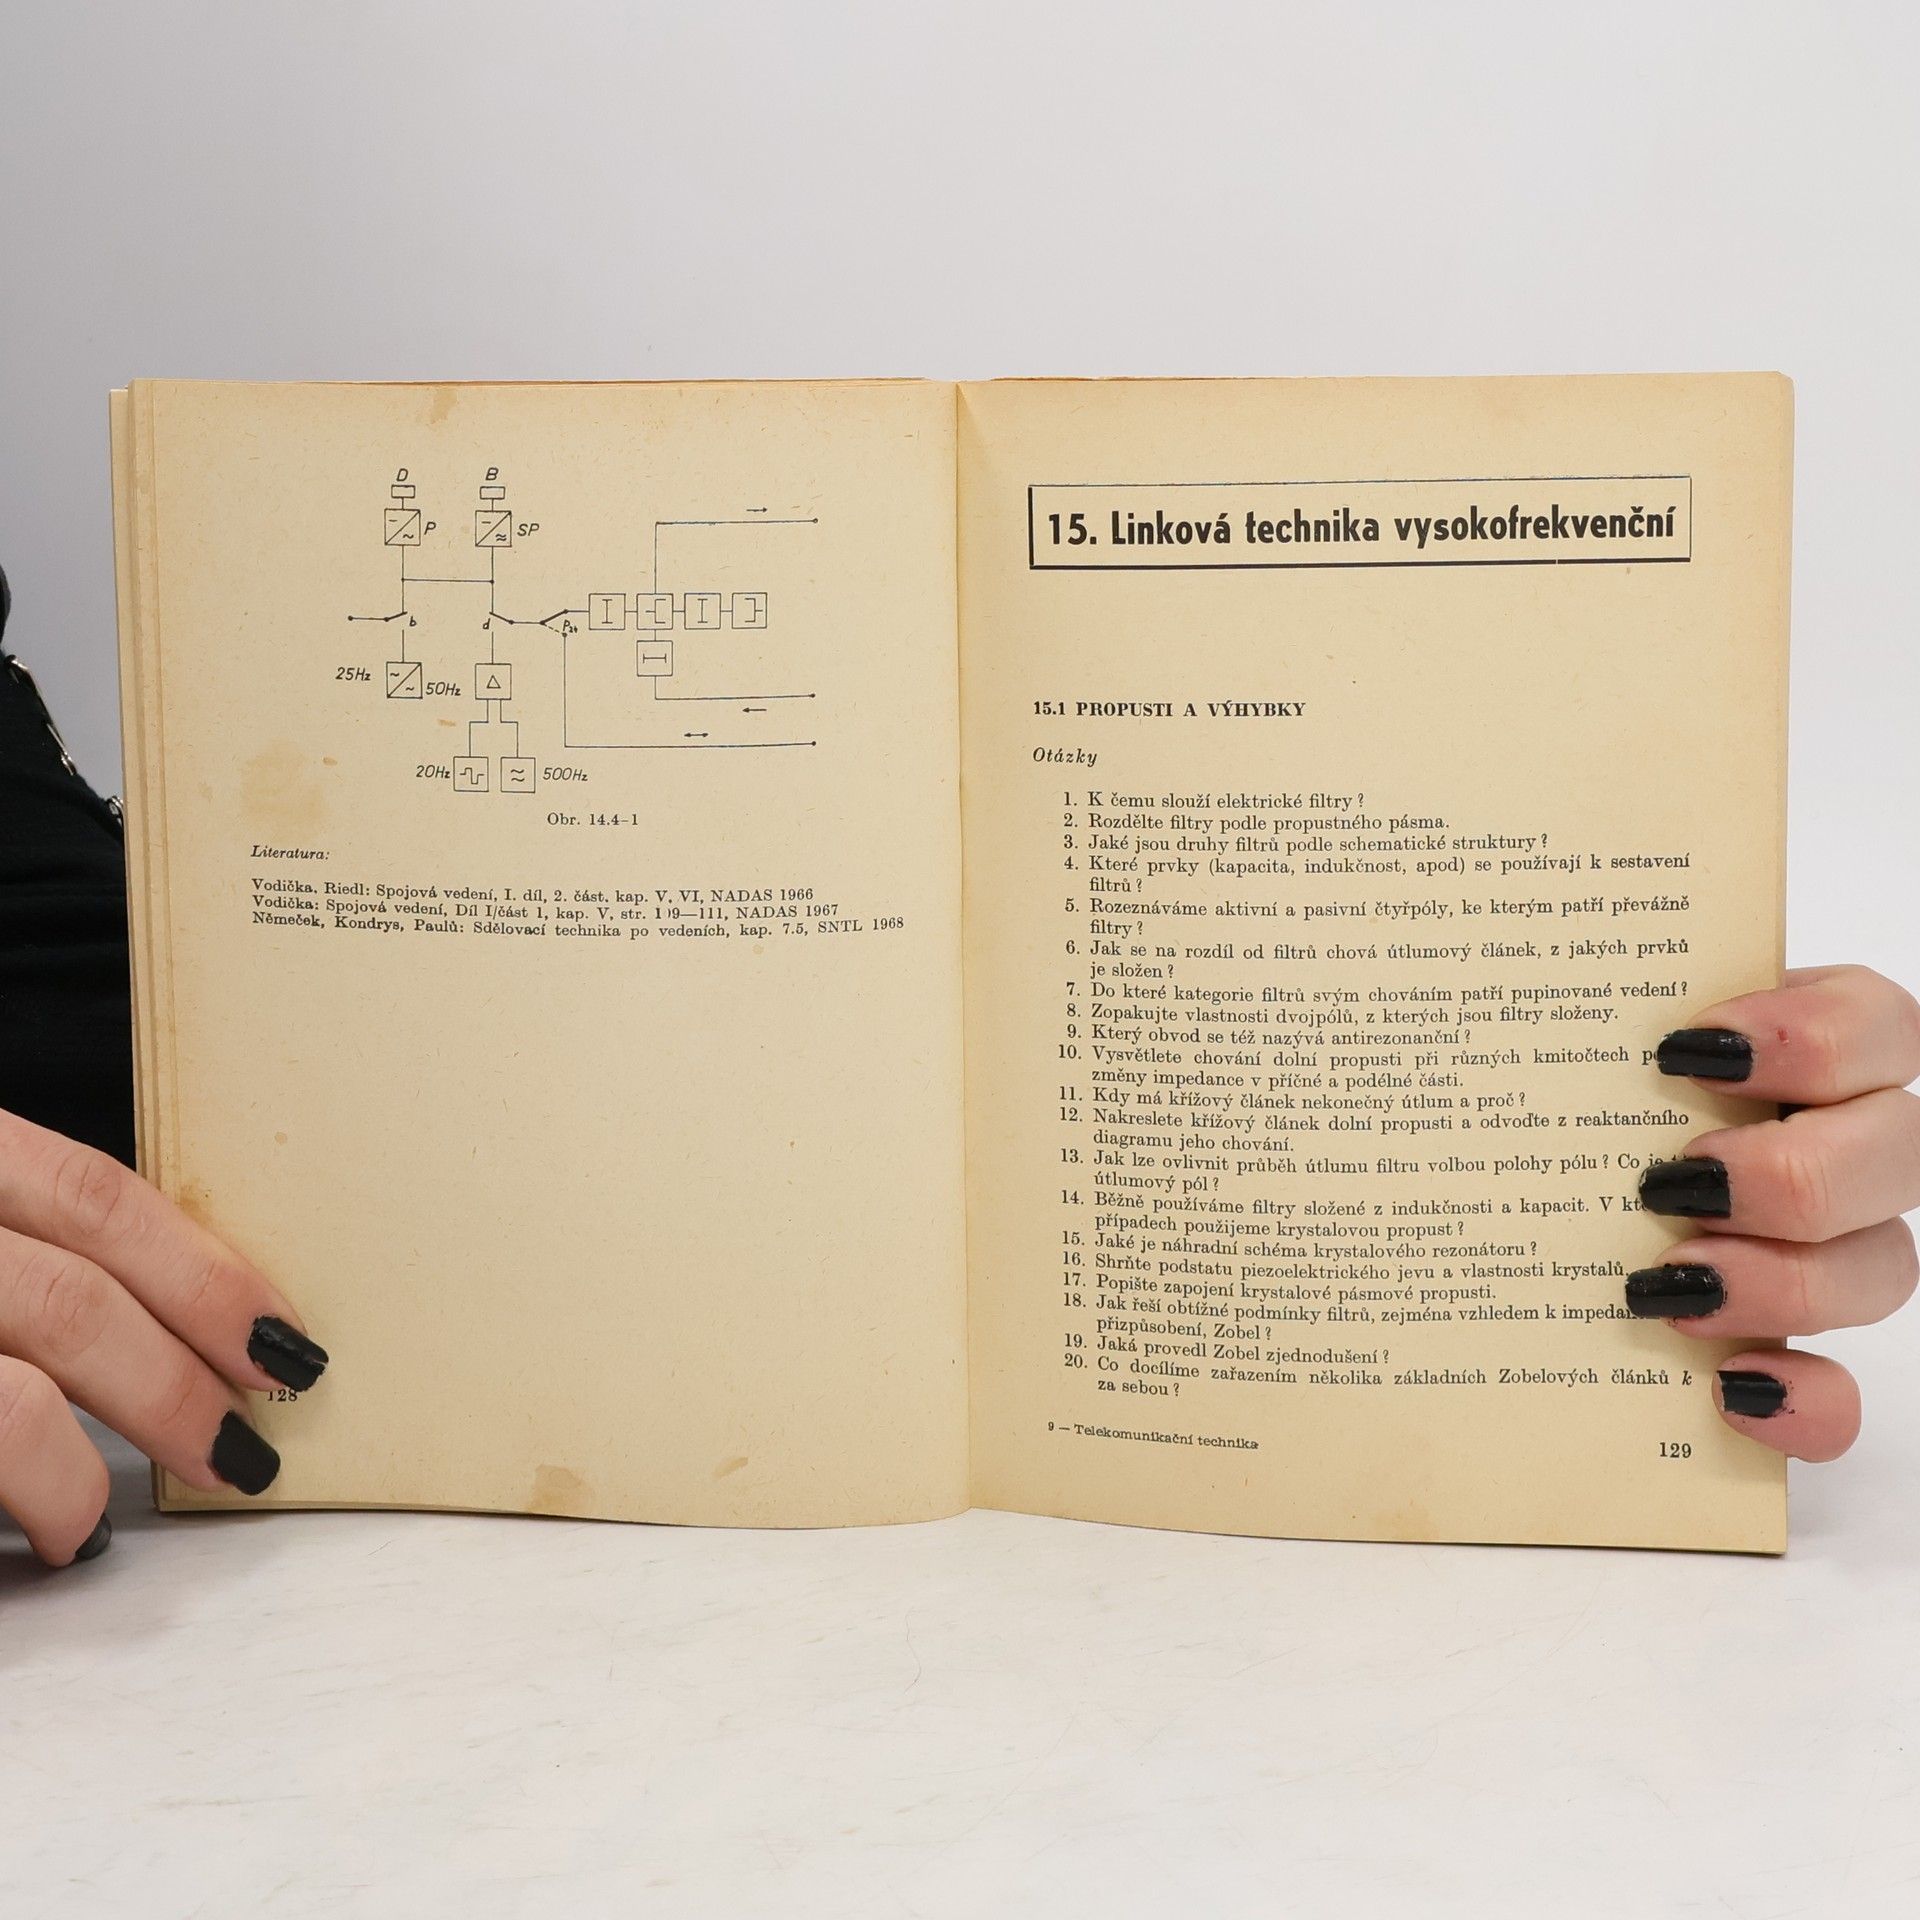 D B
P SP
b d P24
25Hz 50Hz
20Hz 500Hz
Obr. 14.4-1
Literatura:
Vodička, Riedl: Spojová vedení, I. díl, 2. část, kap. V, VI, NADAS 1966
Vodička: Spojová vedení, Díl I/část 1, kap. V, str. 1 9—111, NADAS 1967
Němeček, Kondrys, Paulů: Sdělovací technika po vedeních, kap. 7.5, SNTL 1968
128
15. Linková technika vysokofrekvenční
15.1 PROPUSTI A VÝHYBKY
Otázky
1. K čemu slouží elektrické filtry?
2. Rozdělte filtry podle propustného pásma.
3. Jaké jsou druhy filtrů podle schematické struktury?
4. Které prvky (kapacita, indukčnost, apod) se používají k sestavení
filtrů?
5. Rozeznáváme aktivní a pasivní čtyřpóly, ke kterým patří převážně
filtry?
6. Jak se na rozdíl od filtrů chová útlumový článek, z jakých prvků
je složen?
7. Do které kategorie filtrů svým chováním patří pupinované vedení?
8. Zopakujte vlastnosti dvojpólů, z kterých jsou filtry složeny.
9. Který obvod se též nazývá antirezonanční?
10. Vysvětlete chování dolní propusti při různých kmitočtech
změny impedance v příčné a podélné části.
11. Kdy má křížový článek nekonečný útlum a proč?
12. Nakreslete křížový článek dolní propusti a odvoďte z reaktančního
diagramu jeho chování.
13. Jak lze ovlivnit průběh útlumu filtru volbou polohy pólu? Co je
útlumový pól?
14. Běžně používáme filtry složené z indukčnosti a kapacit. V
případech použijeme krystalovou propust?
15. Jaké je náhradní schéma krystalového rezonátoru?
16. Shrňte podstatu piezoelektrického jevu a vlastnosti krystalů.
17. Popište zapojení krystalové pásmové propusti.
18. Jak řeší obtížné podmínky filtrů, zejména vzhledem k
přizpůsobení, Zobel?
19. Jaká provedl Zobel zjednodušení?
20. Co docílíme zařazením několika základních Zobelových článků k
za sebou?
9 — Telekomunikační technika
129